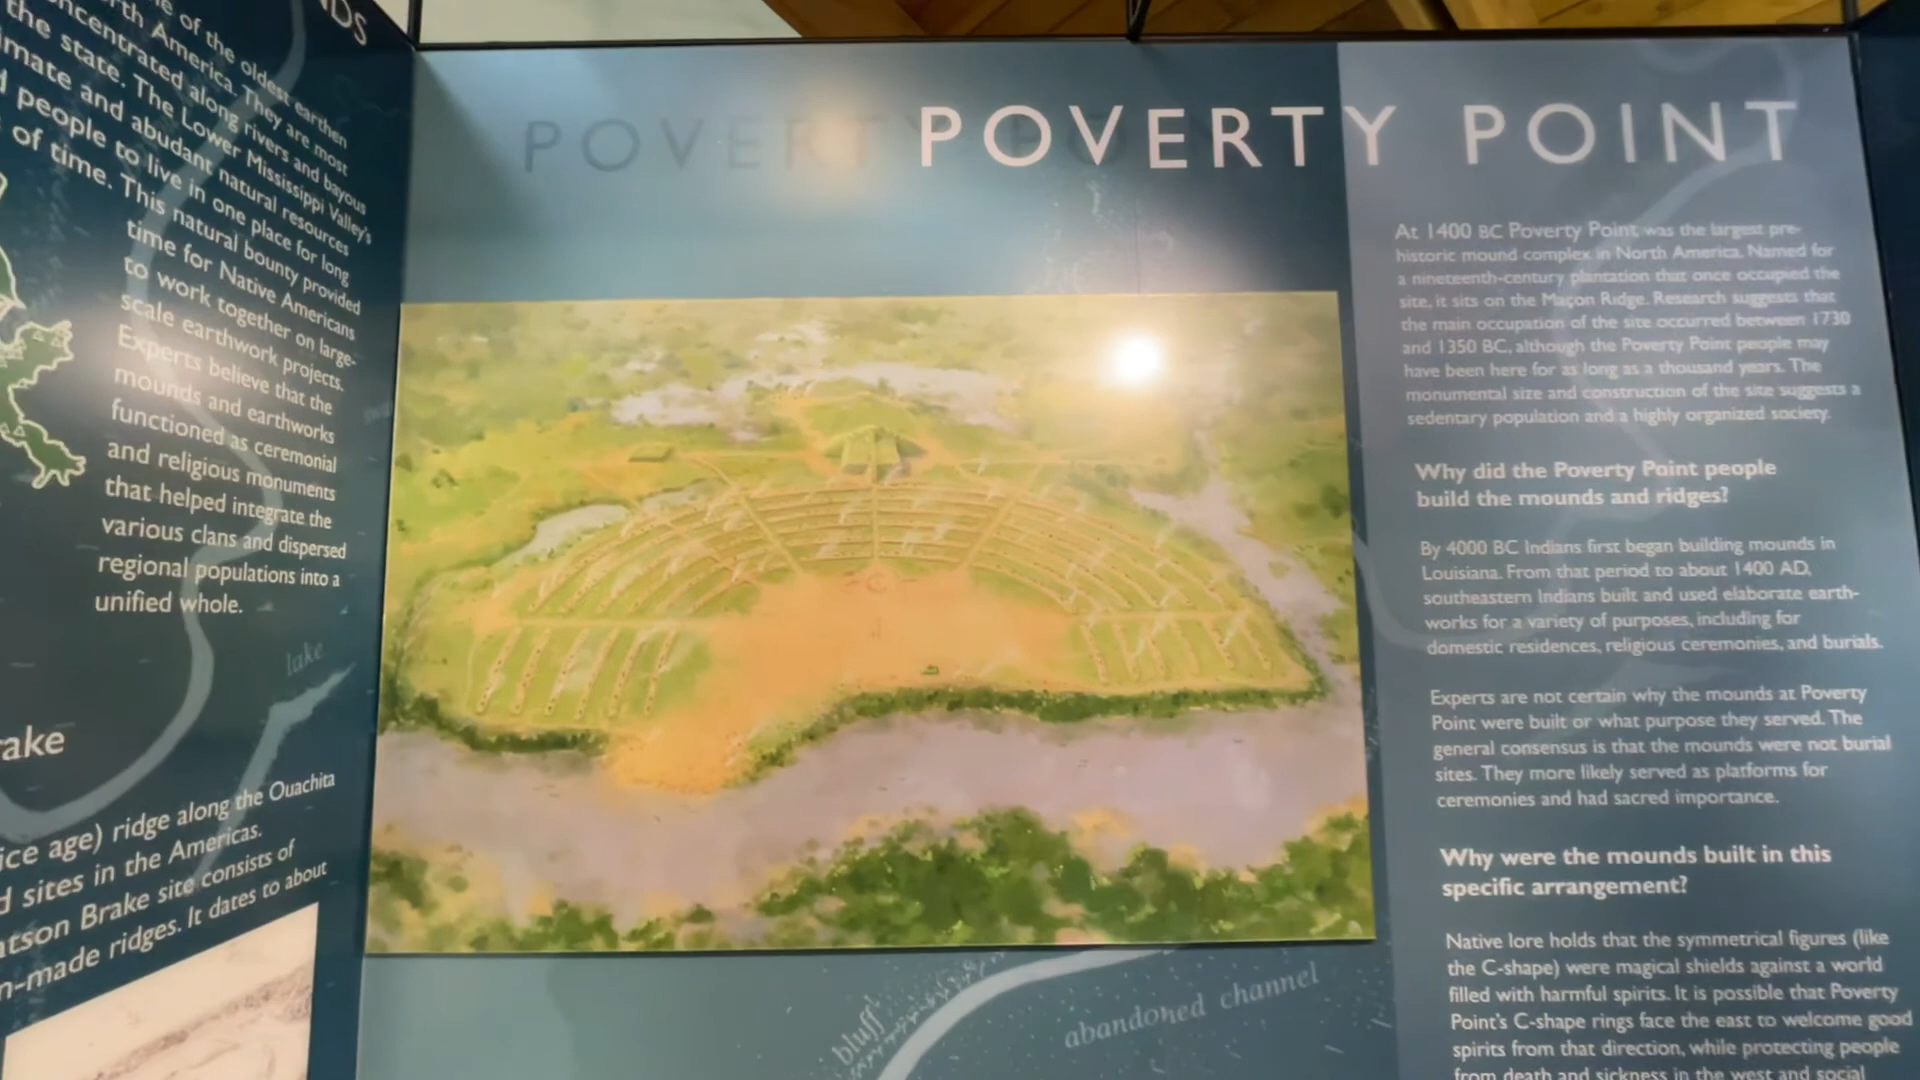 NDS
of the oldest earthen
North America. They are most
concentrated along rivers and bayous
the state. The Lower Mississippi Valley's
and abudant natural resources
people to live in one place for long
of time. This natural bounty provided
time for Native Americans
to work together on large-
scale earthwork projects.
Experts believe that the
mounds and earthworks
functioned as ceremonial
and religious monuments
that helped integrate the
various clans and dispersed
regional populations into a
unified whole.
lake
rake
ice age) ridge along the Ouachita
sites in the Americas.
atson Brake site consists of
n-made ridges. It dates to about
POVERTY PO
POVERTY POINT
bluff
abandoned channel
At 1400 BC Poverty Point was the largest pre-
historic mound complex in North America. Named for
a nineteenth-century plantation that once occupied the
site, it sits on the Maçon Ridge. Research suggests that
the main occupation of the site occurred between 1730
and 1350 BC, although the Poverty Point people may
have been here for as long as a thousand years. The
monumental size and construction of the site suggests a
sedentary population and a highly organized society.
Why did the Poverty Point people
build the mounds and ridges?
By 4000 BC Indians first began building mounds in
Louisiana. From that period to about 1400 AD,
southeastern Indians built and used elaborate earth-
works for a variety of purposes, including for
domestic residences, religious ceremonies, and burials.
Experts are not certain why the mounds at Poverty
Point were built or what purpose they served. The
general consensus is that the mounds were not burial
sites. They more likely served as platforms for
ceremonies and had sacred importance.
Why were the mounds built in this
specific arrangement?
Native lore holds that the symmetrical figures (like
the C-shape) were magical shields against a world
filled with harmful spirits. It is possible that Poverty
Point's C-shape rings face the east to welcome good
spirits from that direction, while protecting people
from death and sickness in the west and social